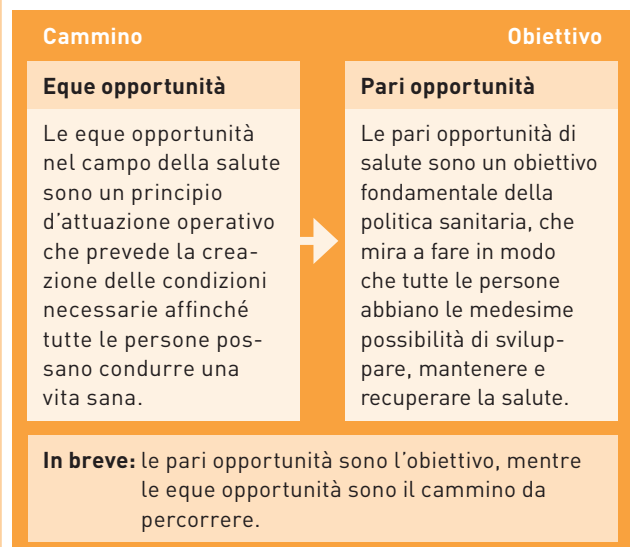 Cammino
Obiettivo
Eque opportunità
Le eque opportunità
nel campo della salute
sono un principio
d'attuazione operativo
che prevede la crea-
zione delle condizioni
necessarie affinché
tutte le persone pos-
sano condurre una
vita sana.
Pari opportunità
Le pari opportunità di
salute sono un obiettivo
fondamentale della
politica sanitaria, che
mira a fare in modo
che tutte le persone
abbiano le medesime
possibilità di svilup-
pare, mantenere e
recuperare la salute.
In breve: le pari opportunità sono l'obiettivo, mentre
le eque opportunità sono il cammino da
percorrere.